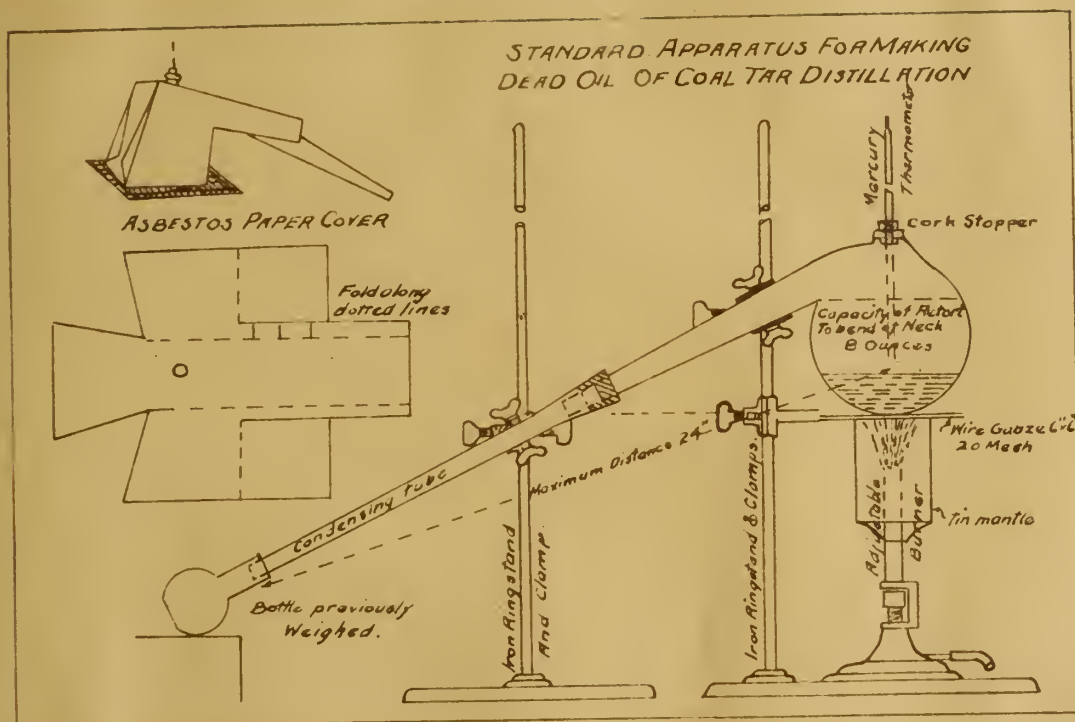 STANDARD APPARATUS FOR MAKING
DEAD OIL OF COAL TAR DISTILLATION
ASBESTOS PAPER COVER
Fold along
dotted lines
Mercury
Thermometer
Cork Stopper
Capacity of Retort
To bend at Neck
8 Ounces
Wire Gauze
20 Mesh
Maximum Distance 24"
Condensing tube
Adjustable
Burner
Tin mantle
Bottle previously
Weighed.
Iron Ringstand
And Clamp.
Iron Ringstand & Clamps.